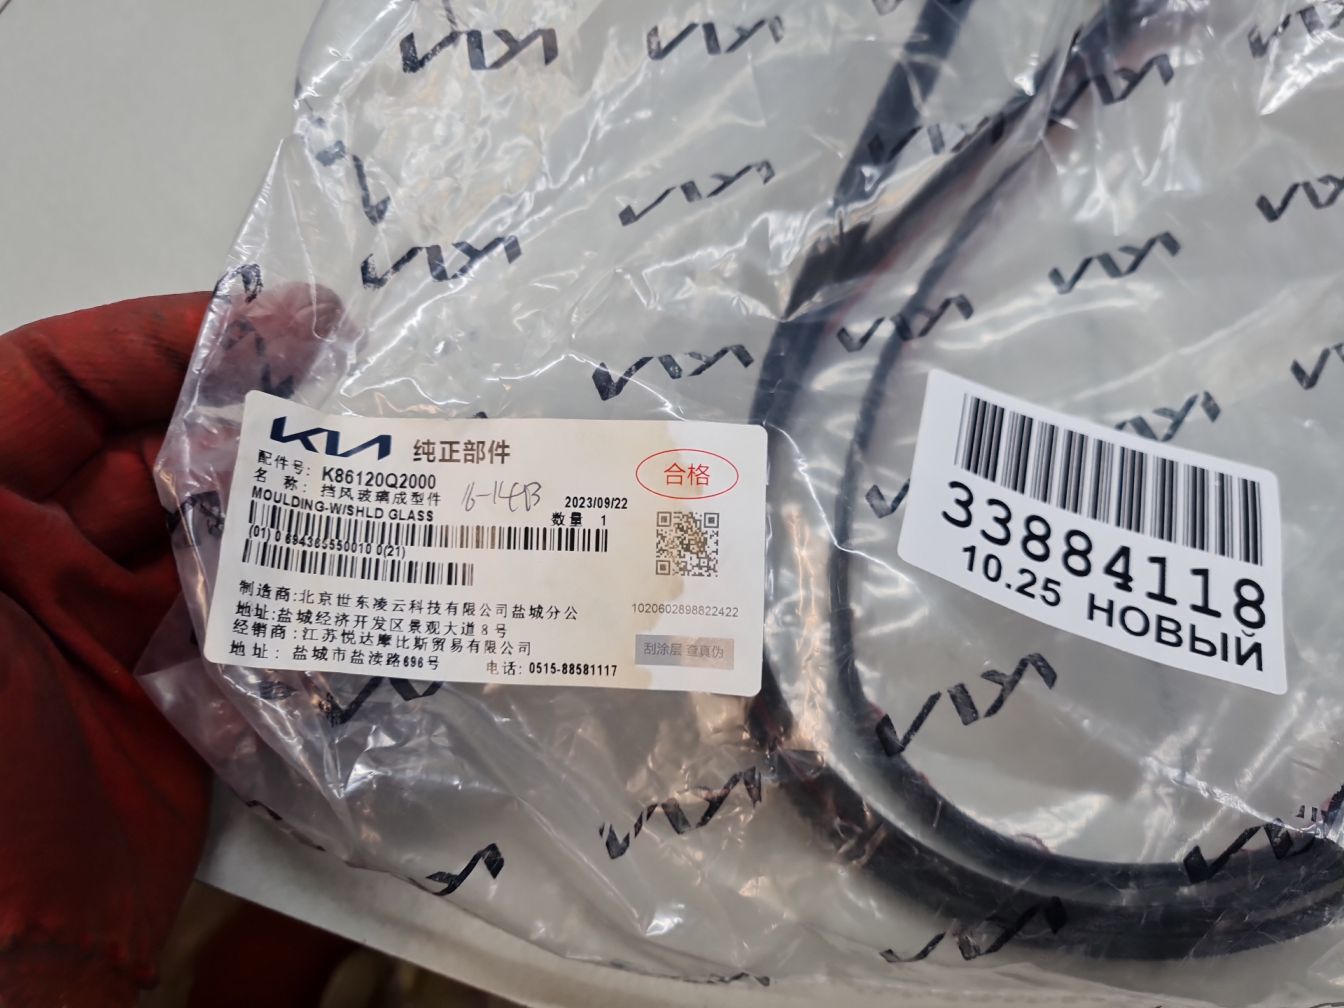 KIA 纯正部件
配件号: K86120Q2000
名 称: 挡风玻璃成型件
MOULDING-W/SHLD GLASS
2023/09/22
数量 1
合格
(01) 0 694365550010 0(21)
制造商:北京世东凌云科技有限公司盐城分公
地址:盐城经济开发区景观大道8号
经销商:江苏悦达摩比斯贸易有限公司
地 址: 盐城市盐渎路696号
电话: 0515-88581117
1020602898822422
刮涂层 查真伪
33884118
10.25 НОВЫЙ